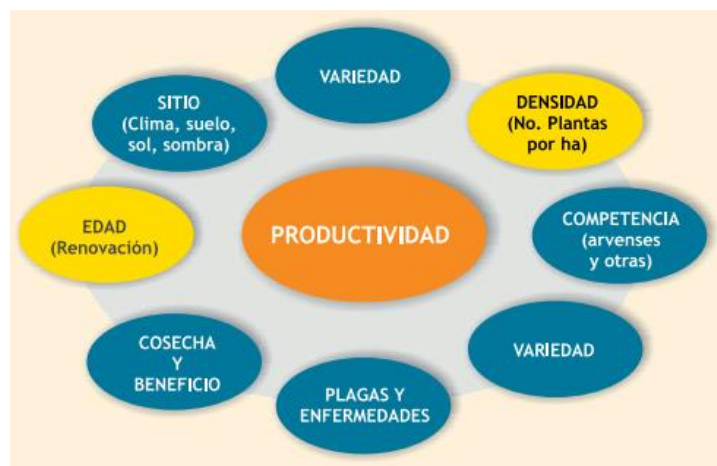 VARIEDAD
SITIO
(Clima, suelo,
sol, sombra)
DENSIDAD
(No. Plantas
por ha)
EDAD
(Renovación)
PRODUCTIVIDAD
COMPETENCIA
(arvenses
y otras)
COSECHA
Y
BENEFICIO
VARIEDAD
PLAGAS Y
ENFERMEDADES